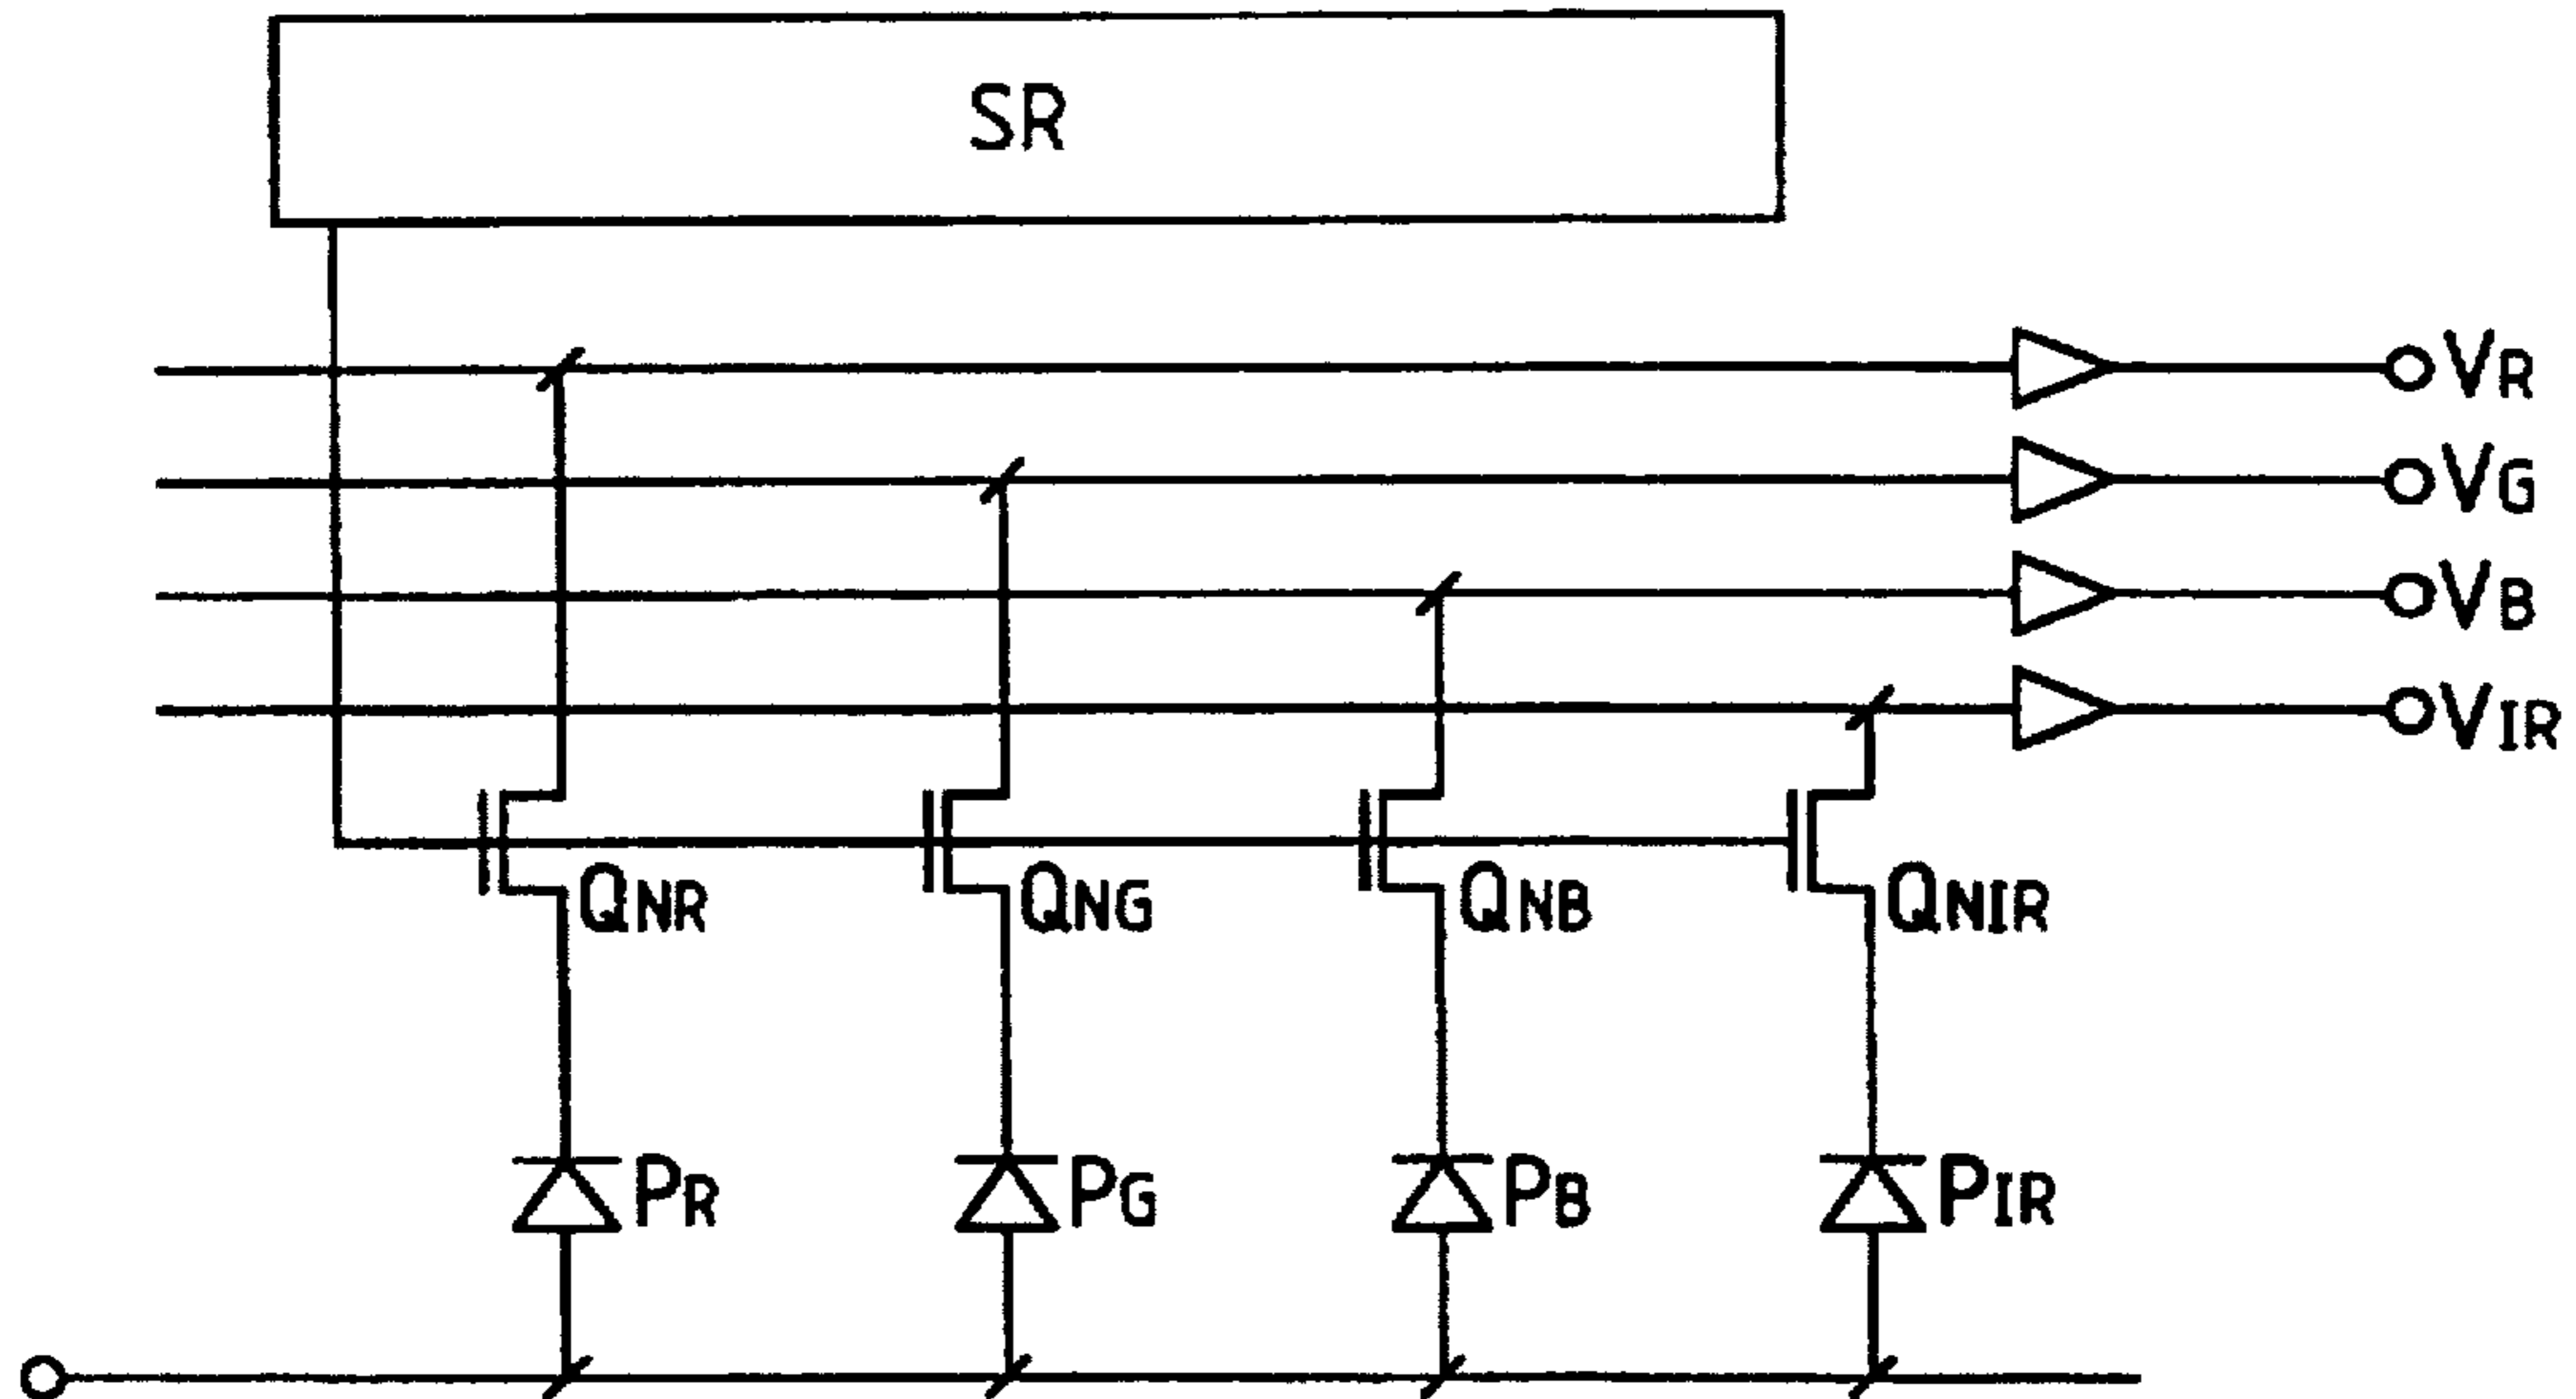 SR
VR
VG
VB
VIR
QNR QNG QNB QNIR
PR PG PB PIR